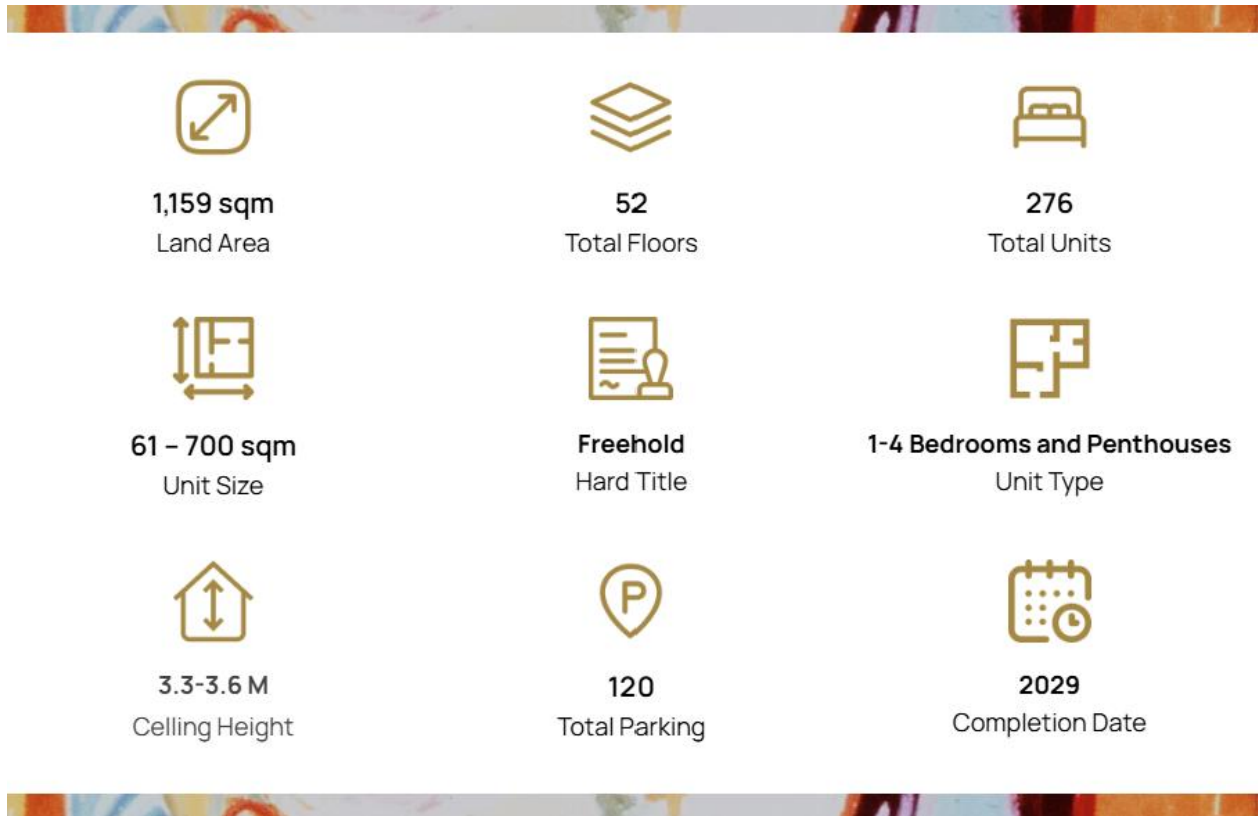 1,159 sqm
Land Area
52
Total Floors
276
Total Units
61 – 700 sqm
Unit Size
Freehold
Hard Title
1-4 Bedrooms and Penthouses
Unit Type
3.3-3.6 M
Celling Height
P
120
Total Parking
2029
Completion Date